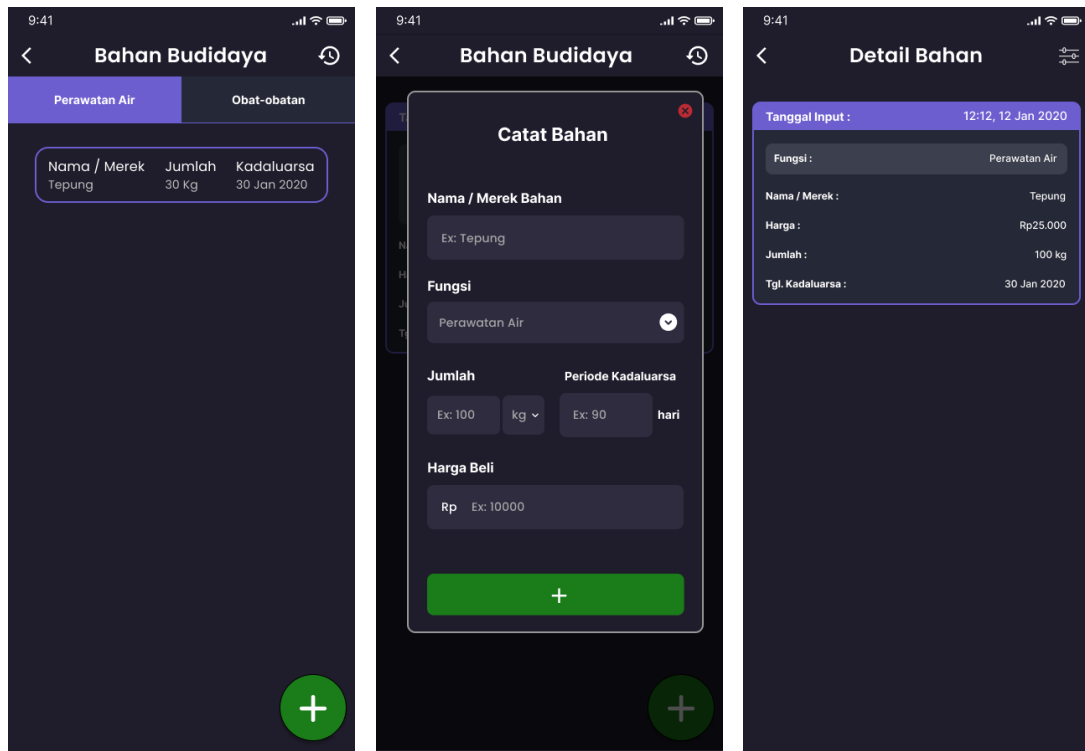 9:41
Bahan Budidaya
Perawatan Air
Obat-obatan
Nama / Merek Jumlah Kadaluarsa
Tepung 30 Kg 30 Jan 2020
9:41
Bahan Budidaya
Catat Bahan
Nama / Merek Bahan
Ex: Tepung
Fungsi
Perawatan Air
Jumlah Periode Kadaluarsa
Ex: 100 kg Ex: 90 hari
Harga Beli
Rp Ex: 10000
9:41
Detail Bahan
Tanggal Input : 12:12, 12 Jan 2020
Fungsi : Perawatan Air
Nama / Merek : Tepung
Harga : Rp25.000
Jumlah : 100 kg
Tgl. Kadaluarsa : 30 Jan 2020